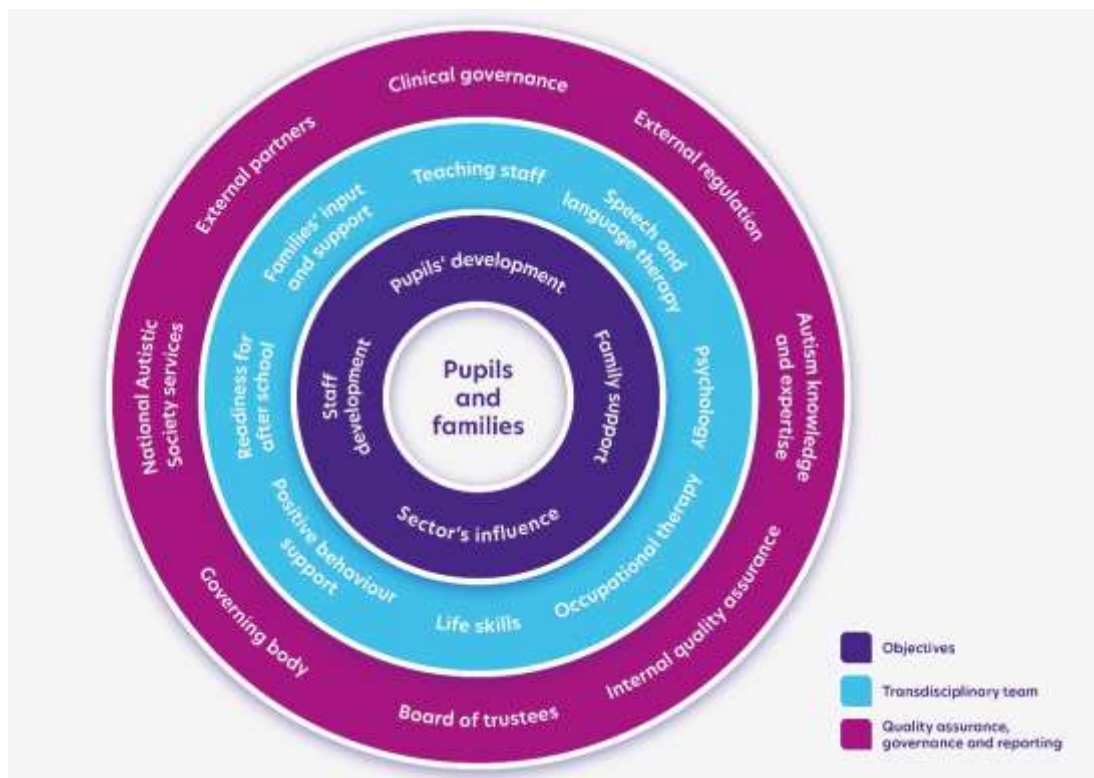 Clinical governance
External regulation
Autism knowledge
and expertise
Internal quality assurance
Board of trustees
Governing body
National Autistic
Society services
External partners
Teaching staff
Speech and
language therapy
Psychology
Occupational therapy
Life skills
Positive behaviour
support
Readiness for
after school
Families' input
and support
Pupils' development
Family support
Sector's influence
Staff
development
Pupils
and
families
Objectives
Transdisciplinary team
Quality assurance,
governance and reporting